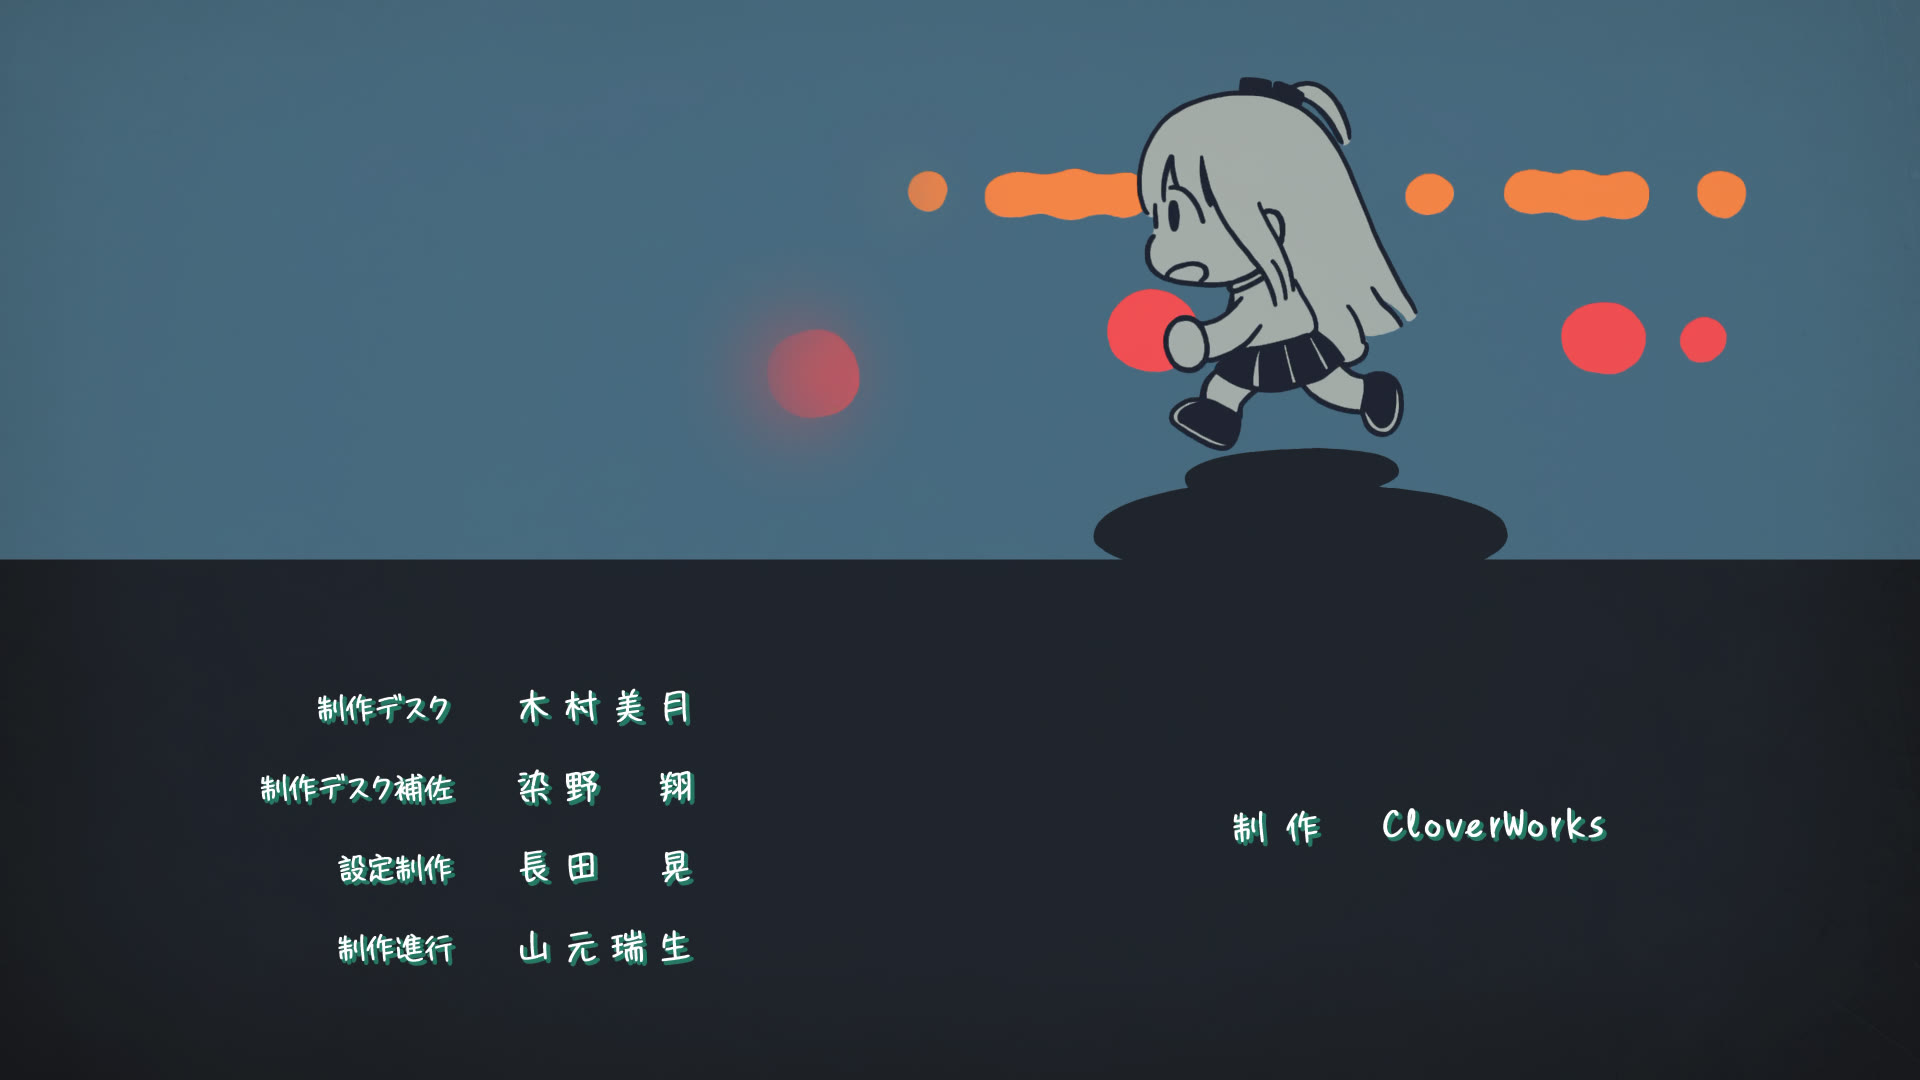 制作デスク 木村美月
制作デスク補佐 染野 翔
設定制作 長田 晃
制作進行 山元瑞生
制作 CloverWorks